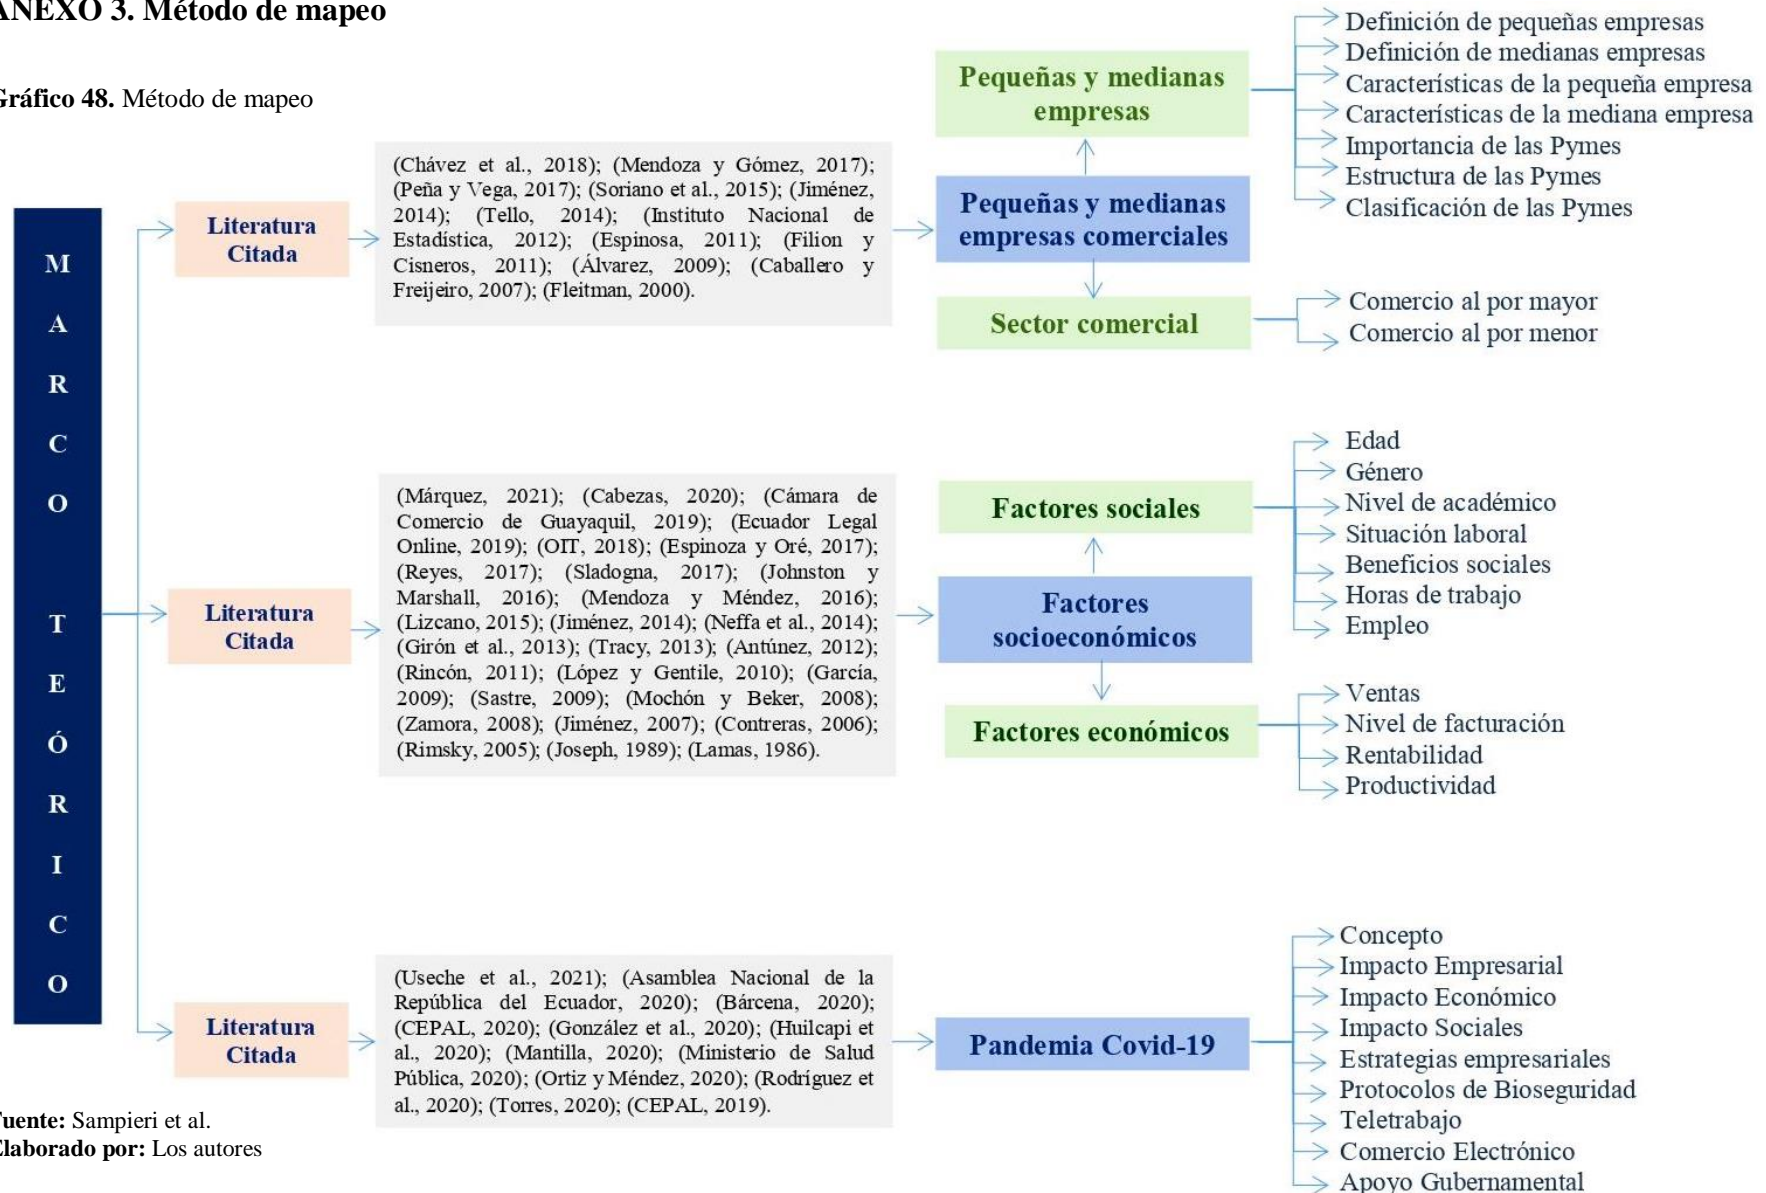 ANEXO 3. Método de mapeo
Gráfico 48. Método de mapeo
M
A
R
C
O
T
E
Ó
R
I
C
O
Literatura
Citada
(Chávez et al., 2018); (Mendoza y Gómez, 2017);
(Peña y Vega, 2017); (Soriano et al., 2015); (Jiménez,
2014); (Tello, 2014); (Instituto Nacional de
Estadística, 2012); (Espinosa, 2011); (Filion y
Cisneros, 2011); (Álvarez, 2009); (Caballero y
Freijeiro, 2007); (Fleitman, 2000).
Pequeñas y medianas
empresas
Pequeñas y medianas
empresas comerciales
Sector comercial
Definición de pequeñas empresas
Definición de medianas empresas
Características de la pequeña empresa
Características de la mediana empresa
Importancia de las Pymes
Estructura de las Pymes
Clasificación de las Pymes
Comercio al por mayor
Comercio al por menor
Literatura
Citada
(Márquez, 2021); (Cabezas, 2020); (Cámara de
Comercio de Guayaquil, 2019); (Ecuador Legal
Online, 2019); (OIT, 2018); (Espinoza y Oré, 2017);
(Reyes, 2017); (Sladogna, 2017); (Johnston y
Marshall, 2016); (Mendoza y Méndez, 2016);
(Lizcano, 2015); (Jiménez, 2014); (Neffa et al., 2014);
(Girón et al., 2013); (Tracy, 2013); (Antúnez, 2012);
(Rincón, 2011); (López y Gentile, 2010); (García,
2009); (Sastre, 2009); (Mochón y Beker, 2008);
(Zamora, 2008); (Jiménez, 2007); (Contreras, 2006);
(Rimsky, 2005); (Joseph, 1989); (Lamas, 1986).
Factores sociales
Factores
socioeconómicos
Factores económicos
Edad
Género
Nivel de académico
Situación laboral
Beneficios sociales
Horas de trabajo
Empleo
Ventas
Nivel de facturación
Rentabilidad
Productividad
Literatura
Citada
(Useche et al., 2021); (Asamblea Nacional de la
República del Ecuador, 2020); (Bárcena, 2020);
(CEPAL, 2020); (González et al., 2020); (Huilcapi et
al., 2020); (Mantilla, 2020); (Ministerio de Salud
Pública, 2020); (Ortiz y Méndez, 2020); (Rodríguez et
al., 2020); (Torres, 2020); (CEPAL, 2019).
Pandemia Covid-19
Concepto
Impacto Empresarial
Impacto Económico
Impacto Sociales
Estrategias empresariales
Protocolos de Bioseguridad
Teletrabajo
Comercio Electrónico
Apoyo Gubernamental
Fuente: Sampieri et al.
Elaborado por: Los autores